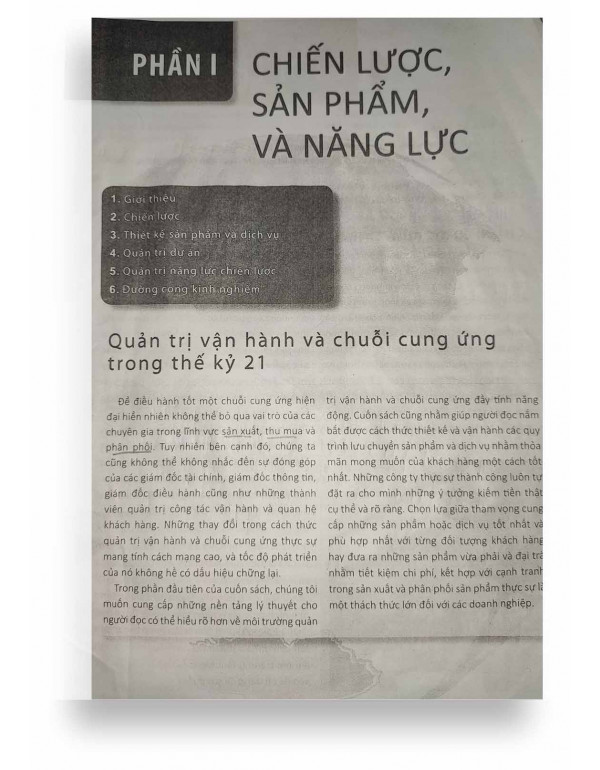 PHẦN I
CHIẾN LƯỢC,
SẢN PHẨM,
VÀ NĂNG LỰC
1. Giới thiệu
2. Chiến lược
3. Thiết kế sản phẩm và dịch vụ
4. Quản trị dự án
5. Quản trị năng lực chiến lược
6. Đường cong kinh nghiệm
Quản trị vận hành và chuỗi cung ứng
trong thế kỷ 21
Để điều hành tốt một chuỗi cung ứng hiện
đại hiển nhiên không thể bỏ qua vai trò của các
chuyên gia trong lĩnh vực sản xuất, thu mua và
phân phối. Tuy nhiên bên cạnh đó, chúng ta
cũng không thể không nhắc đến sự đóng góp
của các giám đốc tài chính, giám đốc thông tin,
giám đốc điều hành cũng như những thành
viên quản trị công tác vận hành và quan hệ
khách hàng. Những thay đổi trong cách thức
quản trị vận hành và chuỗi cung ứng thực sự
mang tính cách mạng cao, và tốc độ phát triển
của nó không hề có dấu hiệu chững lại.
Trong phần đầu tiên của cuốn sách, chúng tôi
muốn cung cấp những nền tảng lý thuyết cho
người đọc có thể hiểu rõ hơn về môi trường quản
trị vận hành và chuỗi cung ứng đầy tính năng
động. Cuốn sách cũng nhằm giúp người đọc nắm
bắt được cách thức thiết kế và vận hành các quy
trình lưu chuyển sản phẩm và dịch vụ nhằm thỏa
mãn mong muốn của khách hàng một cách tốt
nhất. Những công ty thực sự thành công luôn tự
đặt ra cho mình những ý tưởng kiếm tiền thật
cụ thể và rõ ràng. Chọn lựa giữa tham vọng cung
cấp những sản phẩm hoặc dịch vụ tốt nhất và
phù hợp nhất với từng đối tượng khách hàng
hay đưa ra những sản phẩm vừa phải và đại trà
nhằm tiết kiệm chi phí, kết hợp với cạnh tranh
trong sản xuất và phân phối sản phẩm thực sự là
một thách thức lớn đối với các doanh nghiệp.